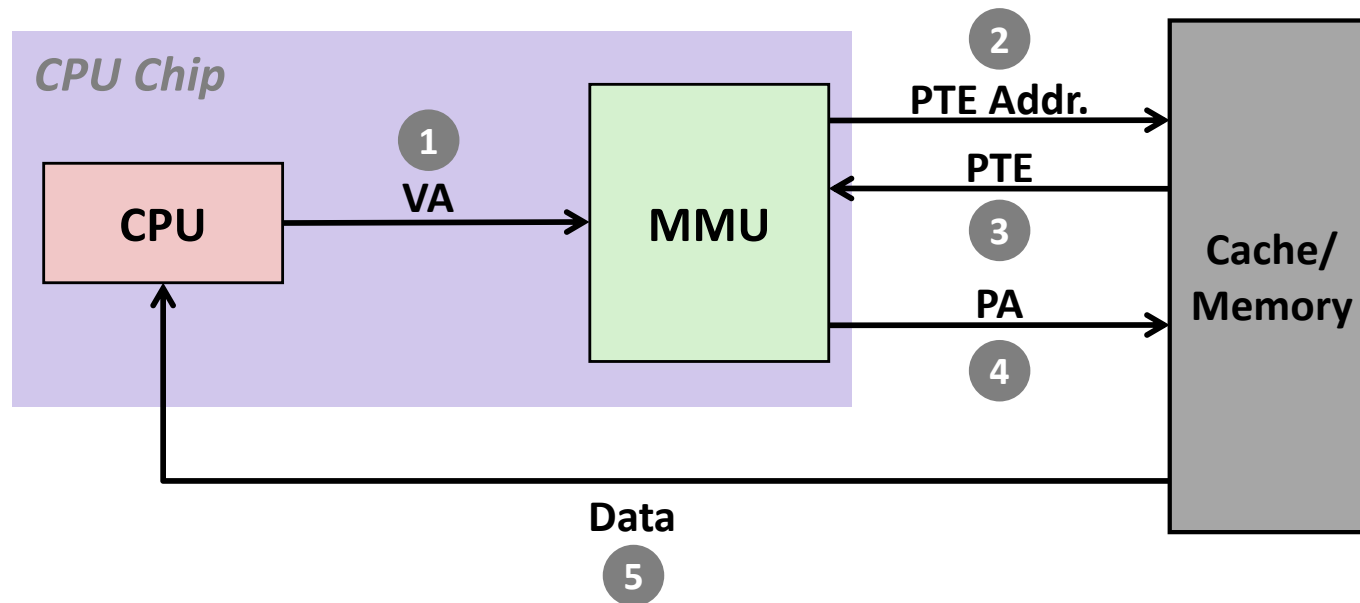 CPU Chip
2
PTE Addr.
1
VA
PTE
CPU
MMU
3
Cache/
Memory
PA
4
Data
5